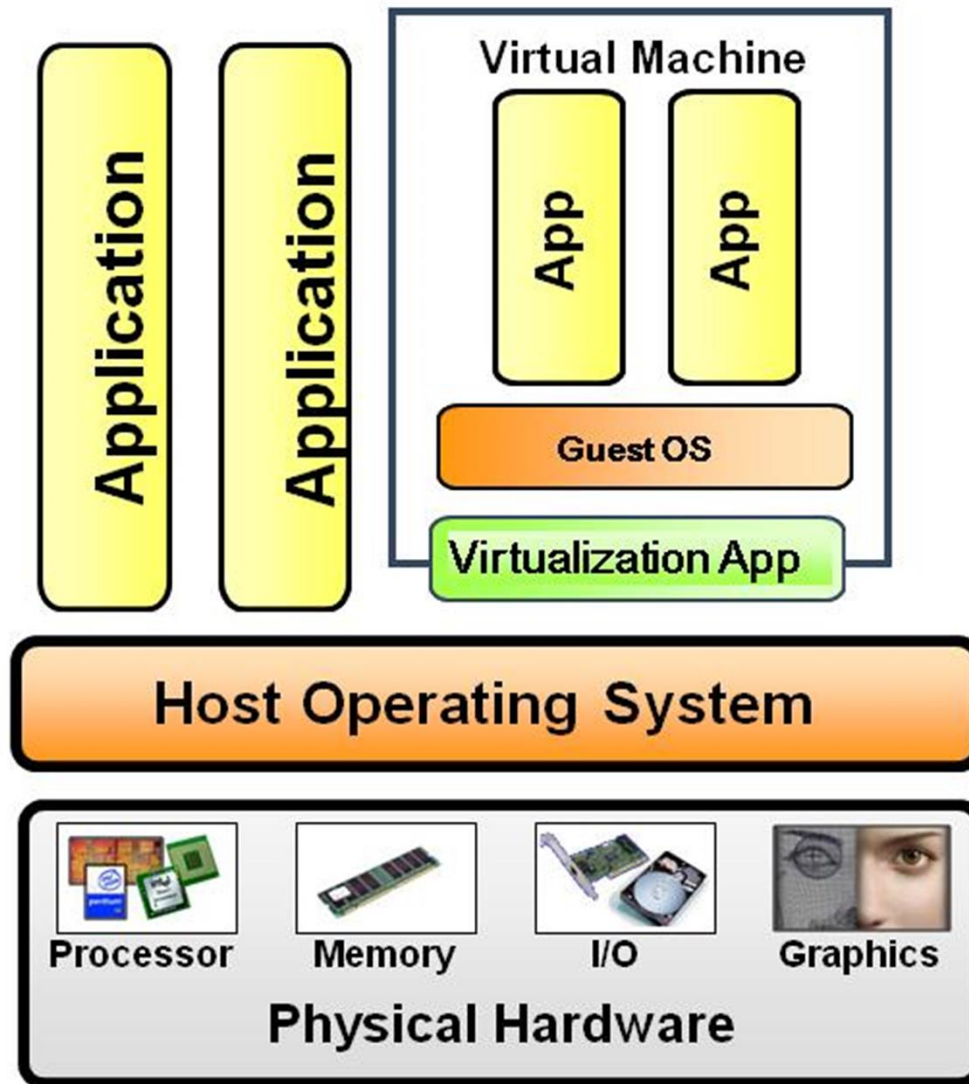 Application
Application
Virtual Machine
App
App
Guest OS
Virtualization App
Host Operating System
Processor
Memory
I/O
Graphics
Physical Hardware